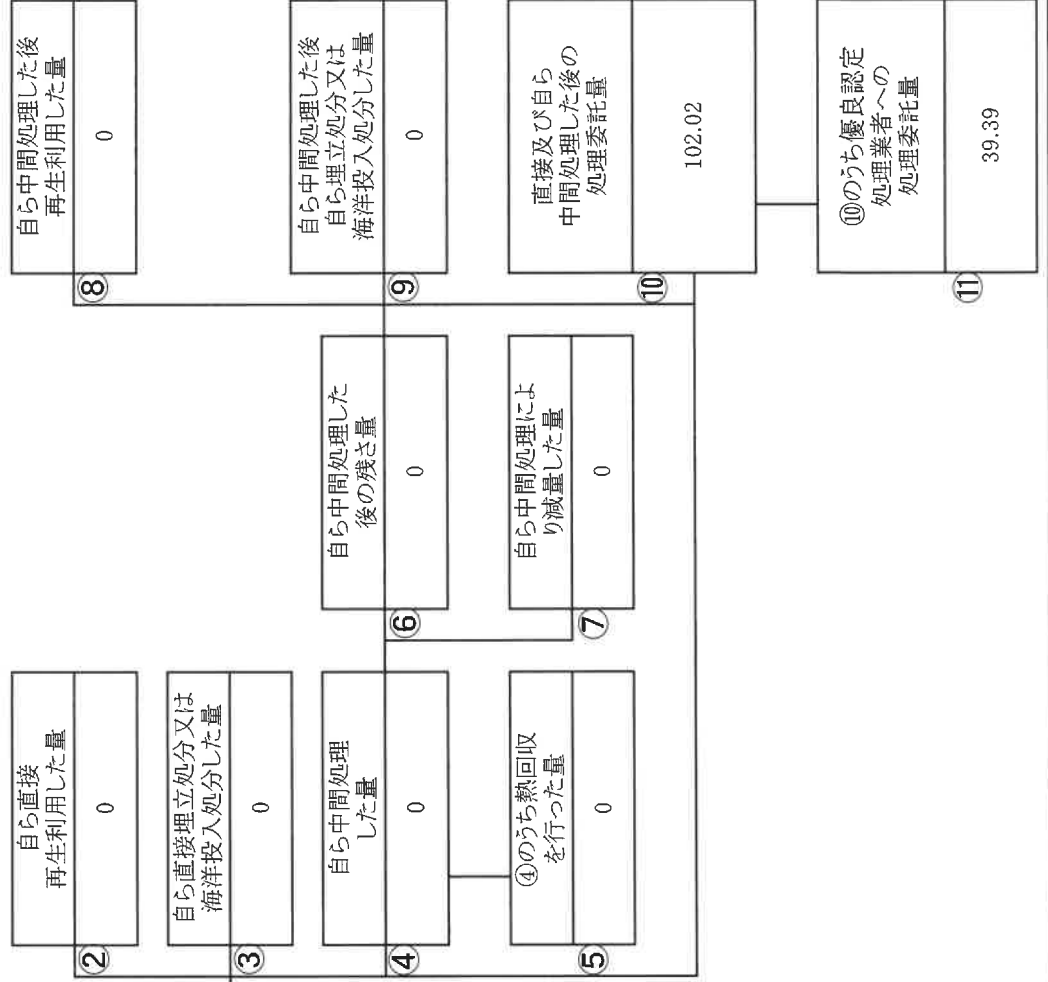 ②
自ら直接
再生利用した量
0
③
自ら直接埋立処分又は
海洋投入処分した量
0
④
自ら中間処理
した量
0
⑤
④のうち熱回収
を行った量
0
⑥
自ら中間処理した
後の残さ量
0
⑦
自ら中間処理によ
り減量した量
0
⑧
自ら中間処理した後
再生利用した量
0
⑨
自ら中間処理した後
自ら埋立処分又は
海洋投入処分した量
0
⑩
直接及び自ら
中間処理した後の
処理委託量
102.02
⑪
⑩のうち優良認定
処理業者への
処理委託量
39.39